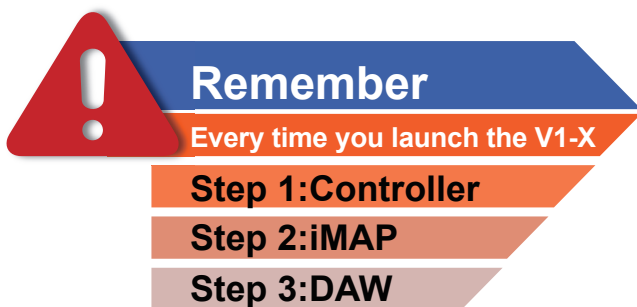 Remember
Every time you launch the V1-X
Step 1:Controller
Step 2:iMAP
Step 3:DAW